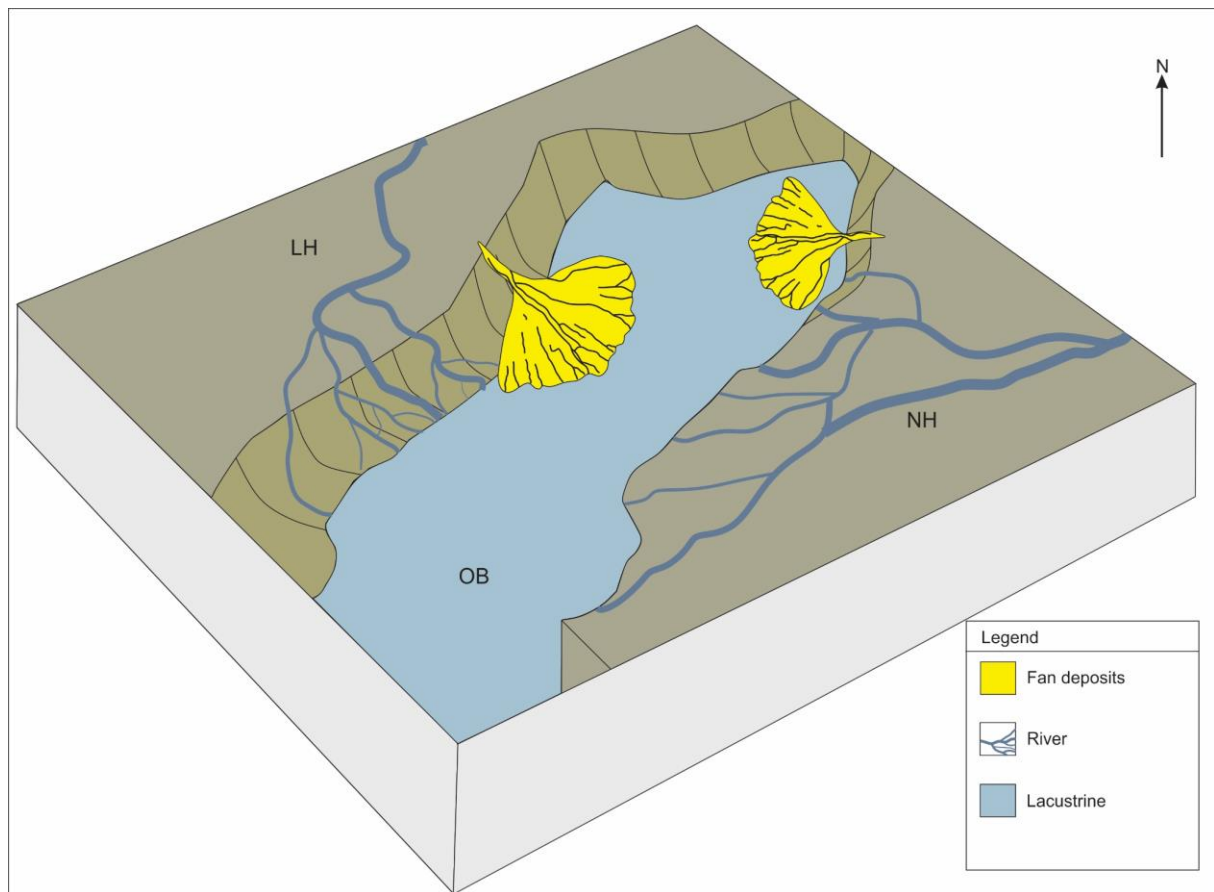 N
LH
NH
OB
Legend
Fan deposits
River
Lacustrine